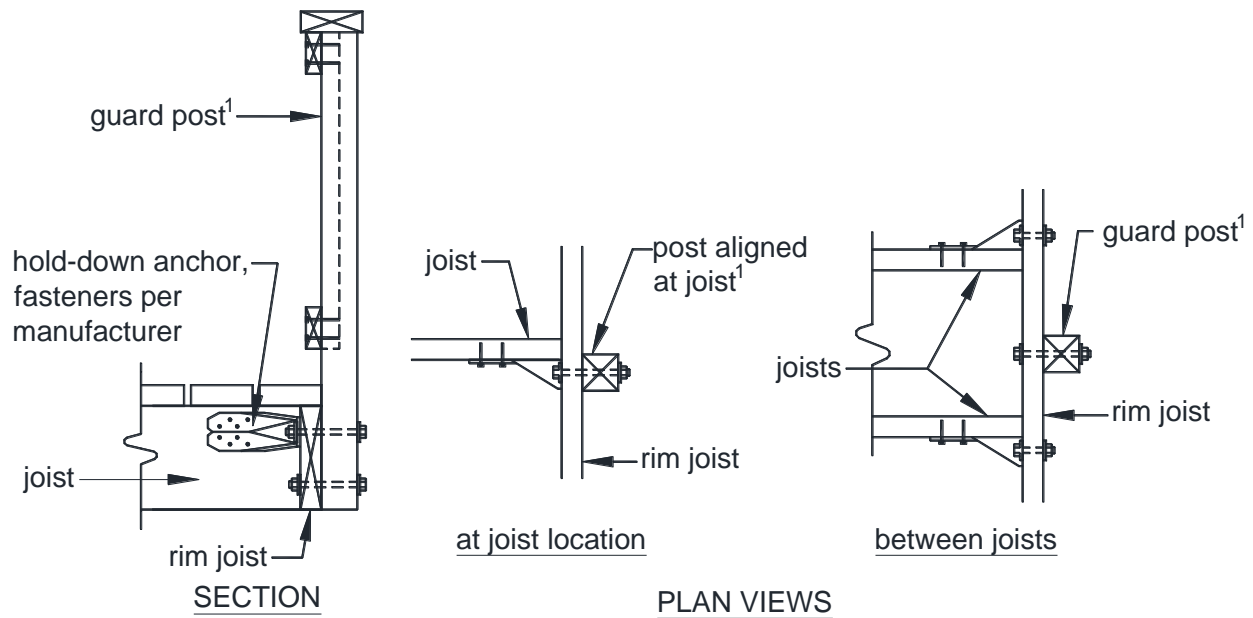 guard post¹
hold-down anchor,
fasteners per
manufacturer
joist
rim joist
SECTION
joist
post aligned
at joist¹
rim joist
at joist location
guard post¹
joists
rim joist
between joists
PLAN VIEWS